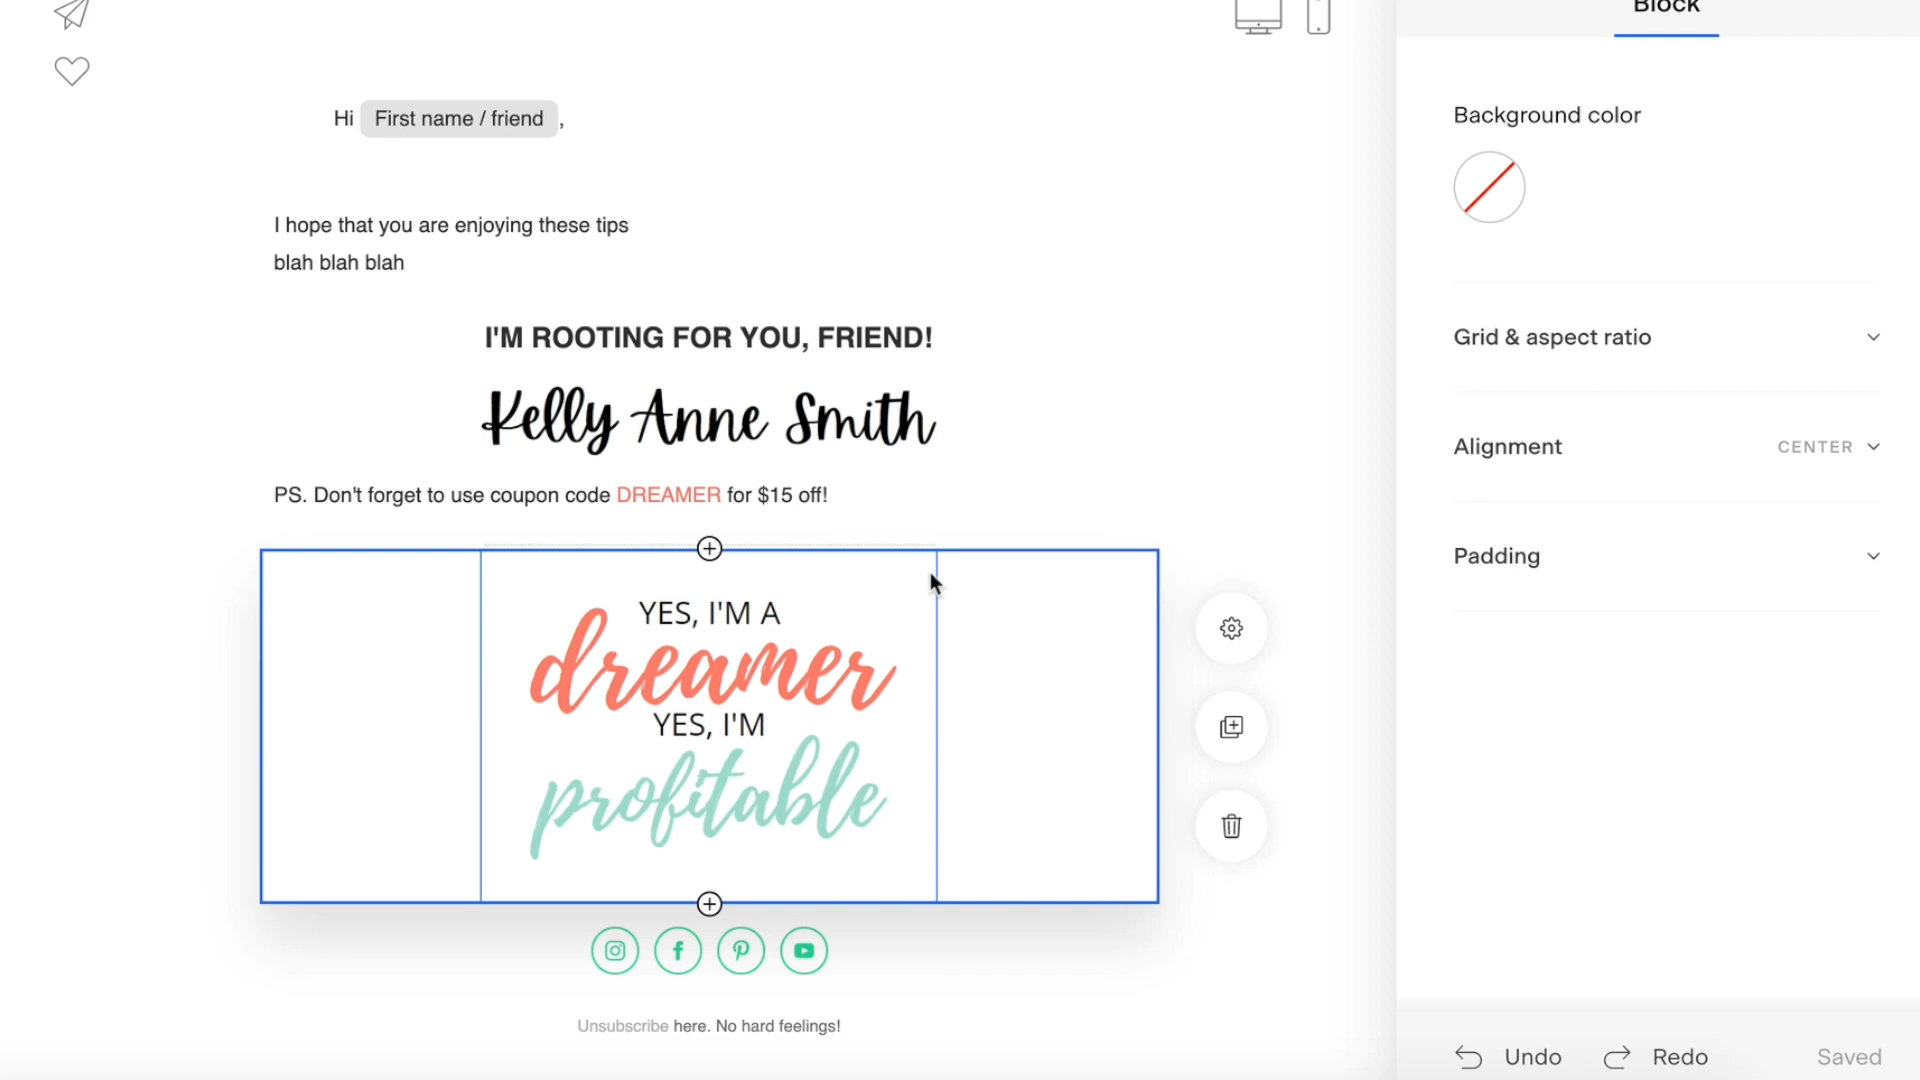 Block
Hi First name / friend ,
Background color
I hope that you are enjoying these tips
blah blah blah
I'M ROOTING FOR YOU, FRIEND!
Grid & aspect ratio
Kelly Anne Smith
Alignment CENTER
PS. Don't forget to use coupon code DREAMER for $15 off!
Padding
YES, I'M A
dreamer
YES, I'M
profitable
Unsubscribe here. No hard feelings!
Undo Redo Saved